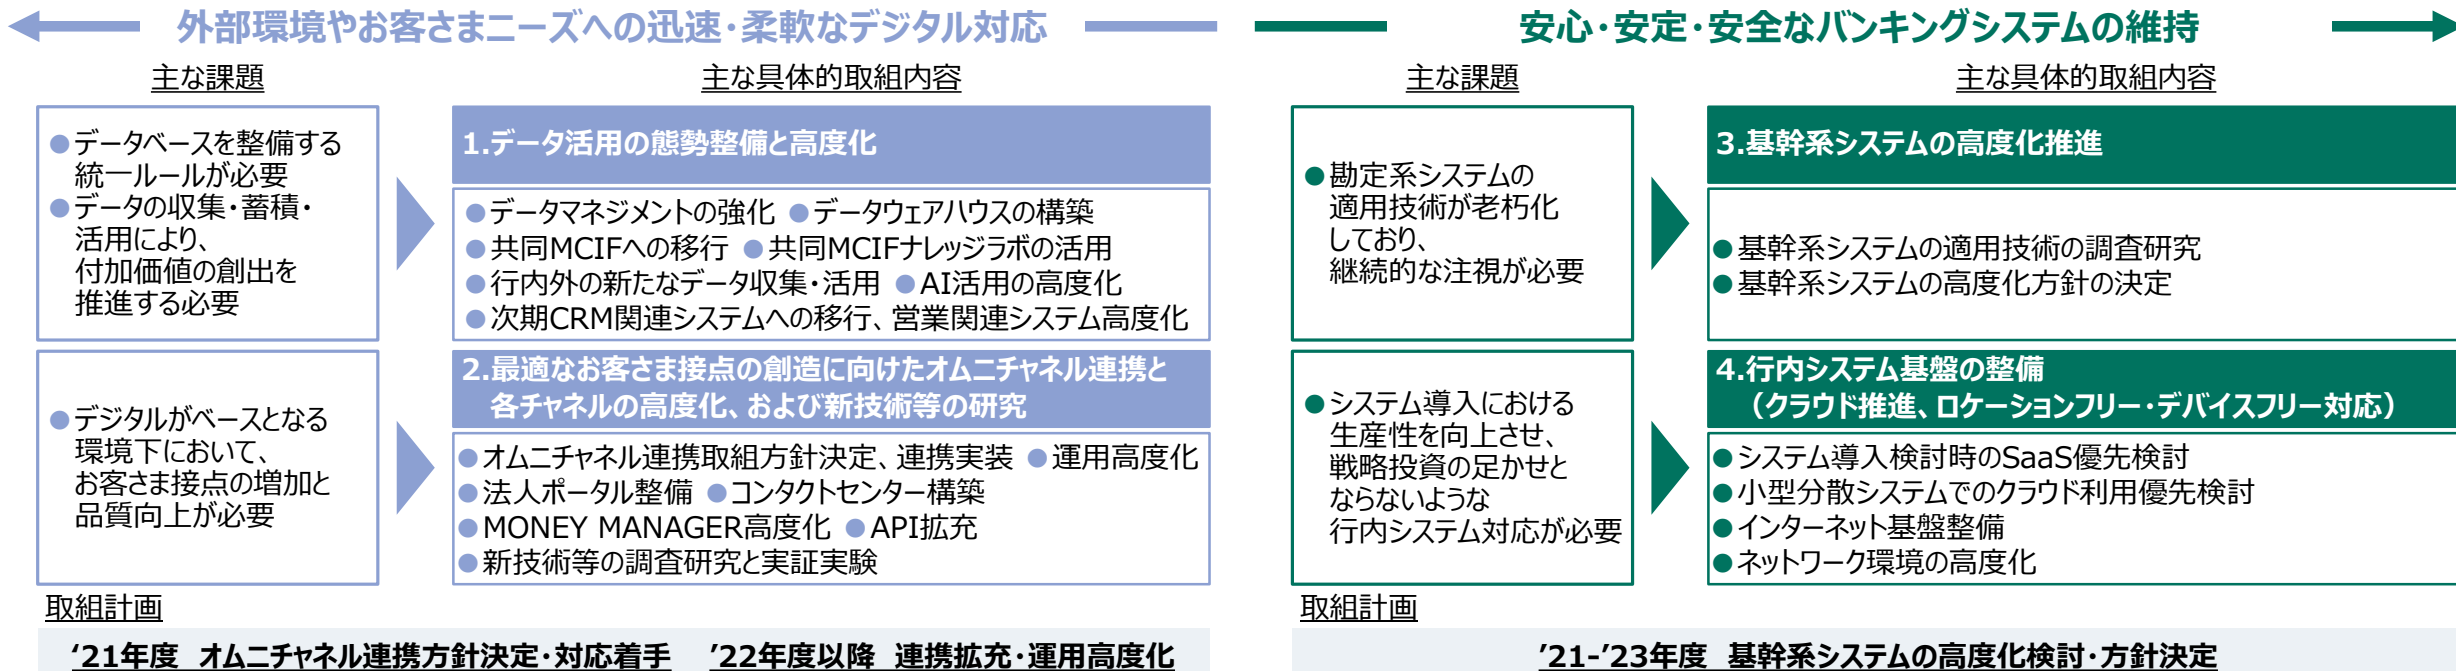 外部環境やお客さまニーズへの迅速・柔軟なデジタル対応
主な課題
主な具体的取組内容
●データベースを整備する
統一ルールが必要
●データの収集・蓄積・
活用により、
付加価値の創出を
推進する必要
1.データ活用の態勢整備と高度化
●データマネジメントの強化 ●データウェアハウスの構築
●共同MCIFへの移行 ●共同MCIFナレッジラボの活用
●行内外の新たなデータ収集・活用 ●AI活用の高度化
●次期CRM関連システムへの移行、営業関連システム高度化
●デジタルがベースとなる
環境下において、
お客さま接点の増加と
品質向上が必要
2.最適なお客さま接点の創造に向けたオムニチャネル連携と
各チャネルの高度化、および新技術等の研究
●オムニチャネル連携取組方針決定、連携実装 ●運用高度化
●法人ポータル整備 ●コンタクトセンター構築
●MONEY MANAGER高度化 ●API拡充
●新技術等の調査研究と実証実験
取組計画
‘21年度 オムニチャネル連携方針決定・対応着手 ’22年度以降 連携拡充・運用高度化
安心・安定・安全なバンキングシステムの維持
主な課題
主な具体的取組内容
●勘定系システムの
適用技術が老朽化
しており、
継続的な注視が必要
3.基幹系システムの高度化推進
●基幹系システムの適用技術の調査研究
●基幹系システムの高度化方針の決定
●システム導入における
生産性を向上させ、
戦略投資の足かせと
ならないような
行内システム対応が必要
4.行内システム基盤の整備
（クラウド推進、ロケーションフリー・デバイスフリー対応）
●システム導入検討時のSaaS優先検討
●小型分散システムでのクラウド利用優先検討
●インターネット基盤整備
●ネットワーク環境の高度化
取組計画
’21-’23年度 基幹系システムの高度化検討・方針決定